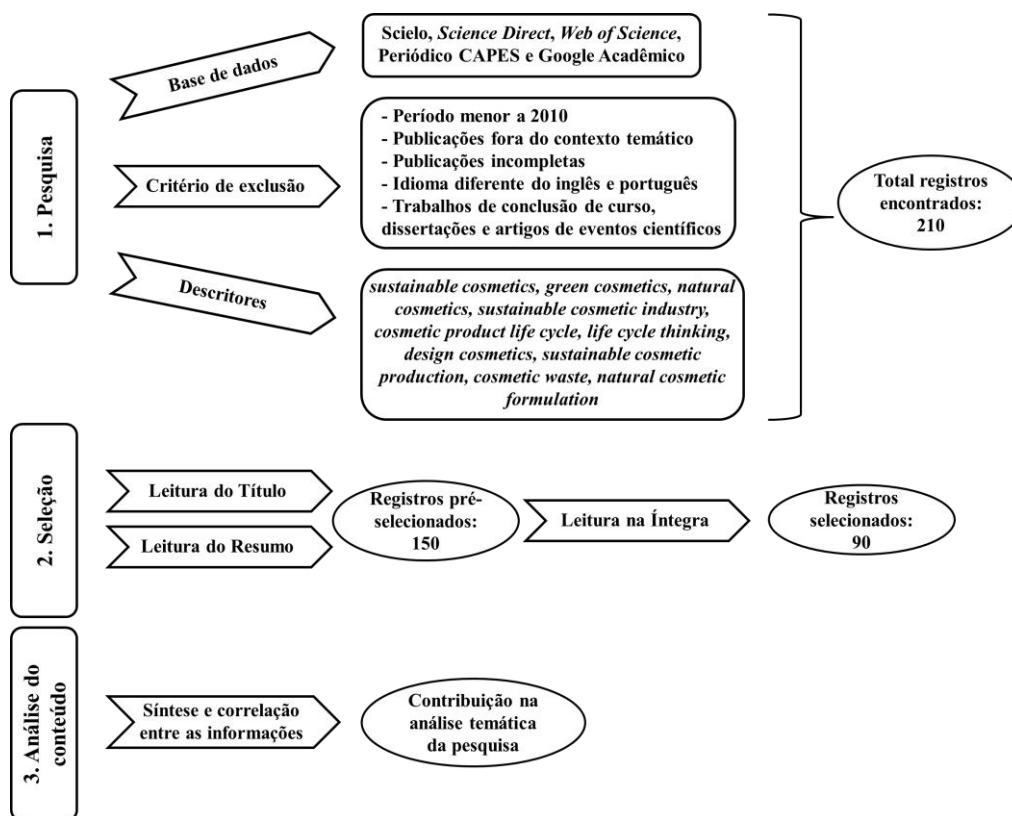 1. Pesquisa
Base de dados
Scielo, Science Direct, Web of Science,
Periódico CAPES e Google Acadêmico
Critério de exclusão
- Período menor a 2010
- Publicações fora do contexto temático
- Publicações incompletas
- Idioma diferente do inglês e português
- Trabalhos de conclusão de curso,
dissertações e artigos de eventos científicos
Descritores
sustainable cosmetics, green cosmetics, natural
cosmetics, sustainable cosmetic industry,
cosmetic product life cycle, life cycle thinking,
design cosmetics, sustainable cosmetic
production, cosmetic waste, natural cosmetic
formulation
Total registros
encontrados:
210
2. Seleção
Leitura do Título
Leitura do Resumo
Registros pré-
selecionados:
150
Leitura na Íntegra
Registros
selecionados:
90
3. Análise do
conteúdo
Síntese e correlação
entre as informações
Contribuição na
análise temática
da pesquisa